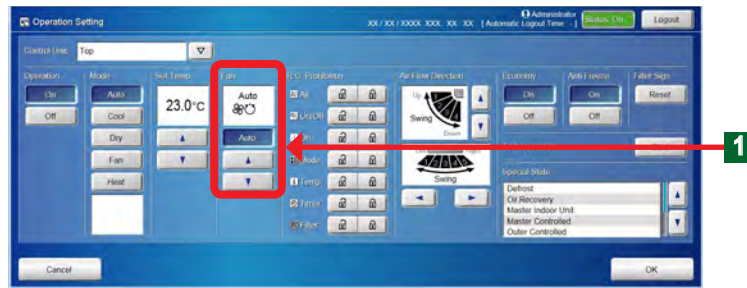 Operation Setting
XX / XX / XXXX XXX XX : XX | Administrator
Automatic Logout Time: - |
Status: On
Logout
Control Unit: Top
Operation
On
Off
Mode
Auto
Cool
Dry
Fan
Heat
Set Temp.
23.0°C
Fan
Auto
Auto
R.C. Prohibition
All
On/Off
On
Mode
Temp.
Timer
Filter
Air Flow Direction
Up
Swing
Down
Left
Right
Swing
Economy
On
Off
Anti Freeze
On
Off
Filter Sign
Reset
Special State
Defrost
Oil Recovery
Master Indoor Unit
Master Controlled
Outer Controlled
Cancel
OK
1